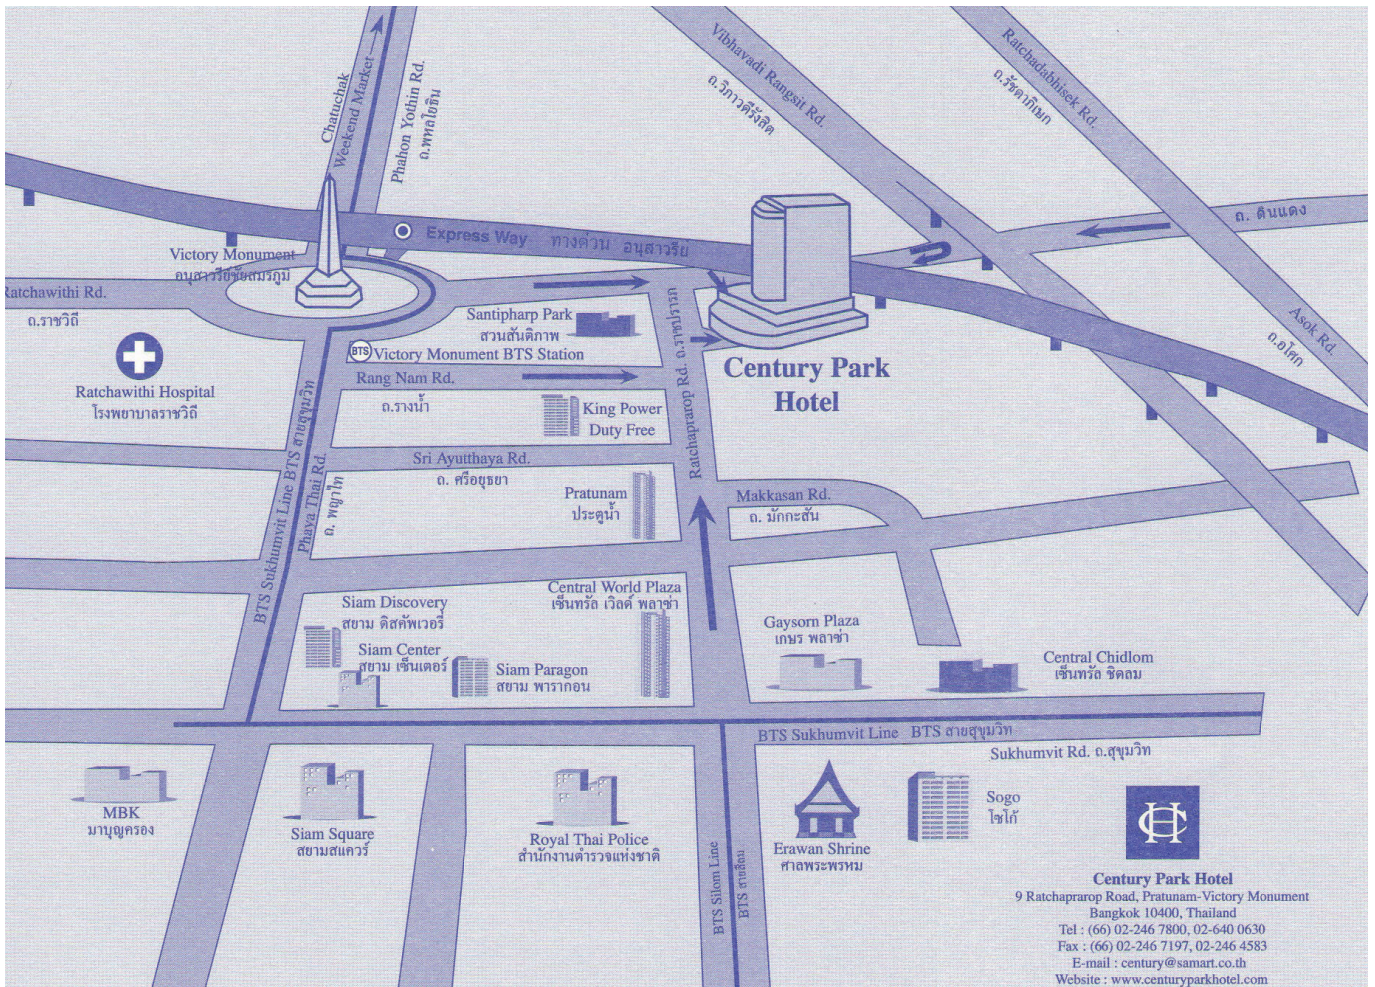 Chatuchak
Weekend Market
Phahon Yothin Rd.
ถ.พหลโยธิน
Vibhavadi Rangsit Rd.
ถ.วิภาวดีรังสิต
Ratchadabhisek Rd.
ถ.รัชดาภิเษก
ถ. ดินแดง
Express Way ทางด่วน อนุสาวรีย์
Victory Monument
อนุสาวรีย์ชัยสมรภูมิ
Ratchawithi Rd.
ถ.ราชวิถี
Ratchawithi Hospital
โรงพยาบาลราชวิถี
Santipharp Park
สวนสันติภาพ
BTS Victory Monument BTS Station
Rang Nam Rd.
ถ.รางน้ำ
King Power
Duty Free
Ratchaprarop Rd. ถ.ราชปรารภ
Century Park
Hotel
Asok Rd.
ถ.อโศก
Sri Ayutthaya Rd.
ถ. ศรีอยุธยา
BTS Sukhumvit Line BTS สายสุขุมวิท
Phaya Thai Rd.
ถ. พญาไท
Pratunam
ประตูน้ำ
Makkasan Rd.
ถ. มักกะสัน
Siam Discovery
สยาม ดิสคัพเวอรี่
Siam Center
สยาม เซ็นเตอร์
Siam Paragon
สยาม พารากอน
Central World Plaza
เซ็นทรัล เวิลด์ พลาซ่า
Gaysorn Plaza
เกษร พลาซ่า
Central Chidlom
เซ็นทรัล ชิดลม
BTS Sukhumvit Line BTS สายสุขุมวิท
Sukhumvit Rd. ถ.สุขุมวิท
MBK
มาบุญครอง
Siam Square
สยามสแควร์
Royal Thai Police
สำนักงานตำรวจแห่งชาติ
BTS Silom Line
BTS สายสีลม
Erawan Shrine
ศาลพระพรหม
Sogo
โซโก้
Century Park Hotel
9 Ratchaprarop Road, Pratunam-Victory Monument
Bangkok 10400, Thailand
Tel : (66) 02-246 7800, 02-640 0630
Fax : (66) 02-246 7197, 02-246 4583
E-mail : century@samart.co.th
Website : www.centuryparkhotel.com